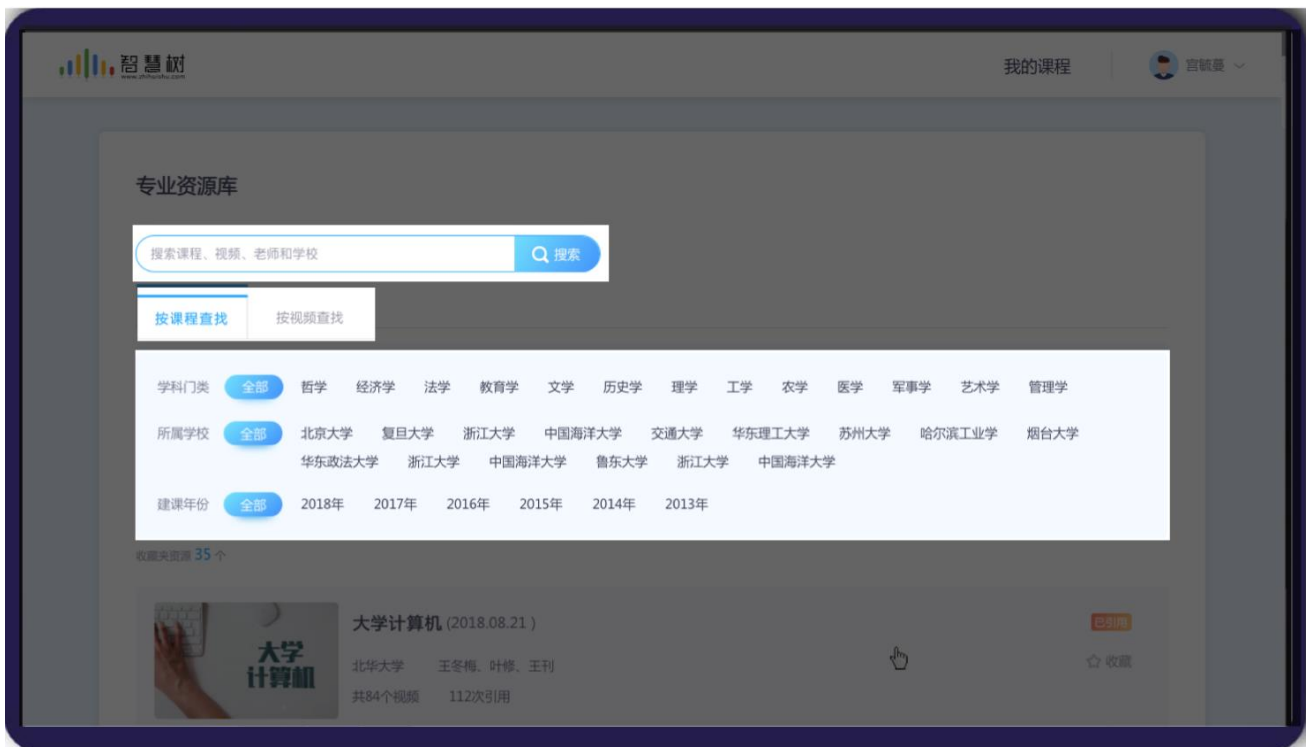 智慧树
www.zhihuishu.com
我的课程 宫毓蔓
专业资源库
搜索课程、视频、老师和学校 搜索
按课程查找 按视频查找
学科门类 全部 哲学 经济学 法学 教育学 文学 历史学 理学 工学 农学 医学 军事学 艺术学 管理学
所属学校 全部 北京大学 复旦大学 浙江大学 中国海洋大学 交通大学 华东理工大学 苏州大学 哈尔滨工业学 烟台大学
华东政法大学 浙江大学 中国海洋大学 鲁东大学 浙江大学 中国海洋大学
建课年份 全部 2018年 2017年 2016年 2015年 2014年 2013年
收藏夹资源 35 个
大学
计算机
大学计算机 (2018.08.21 ) 已引用
北华大学 王冬梅、叶修、王刊 收藏
共84个视频 112次引用